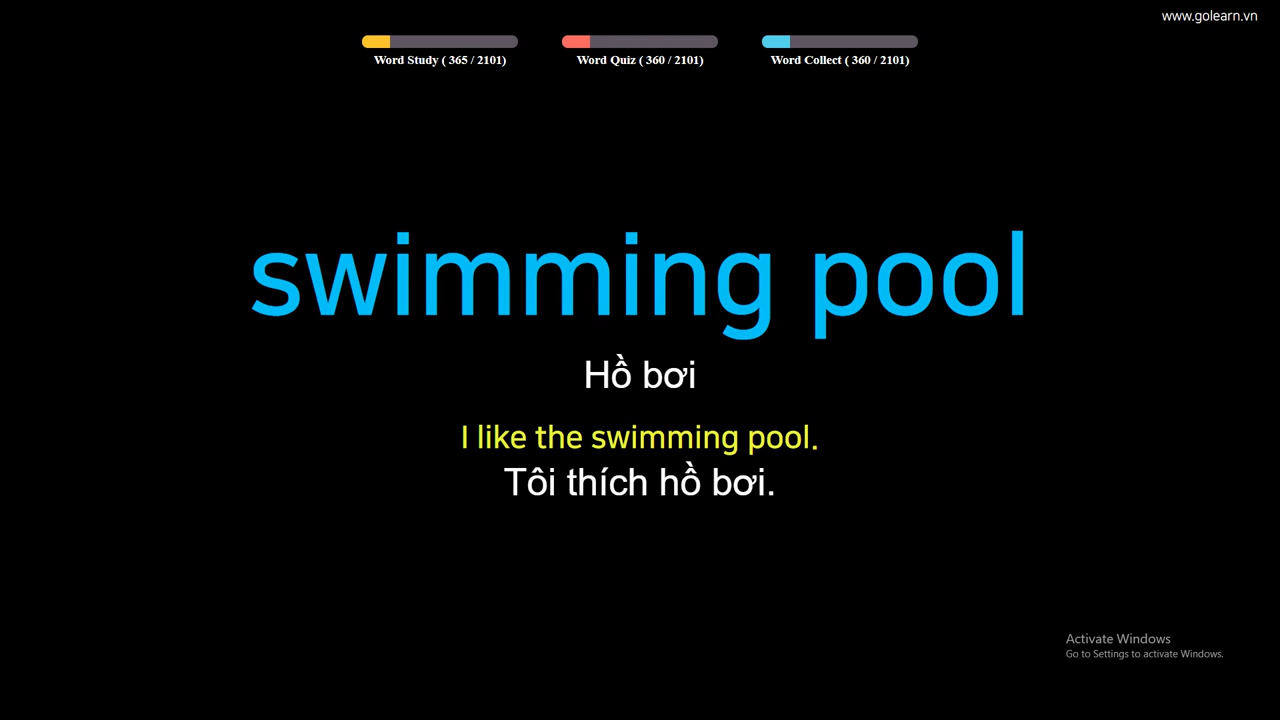 www.golearn.vn
Word Study ( 365 / 2101) Word Quiz ( 360 / 2101) Word Collect ( 360 / 2101)
swimming pool
Hồ bơi
I like the swimming pool.
Tôi thích hồ bơi.
Activate Windows
Go to Settings to activate Windows.